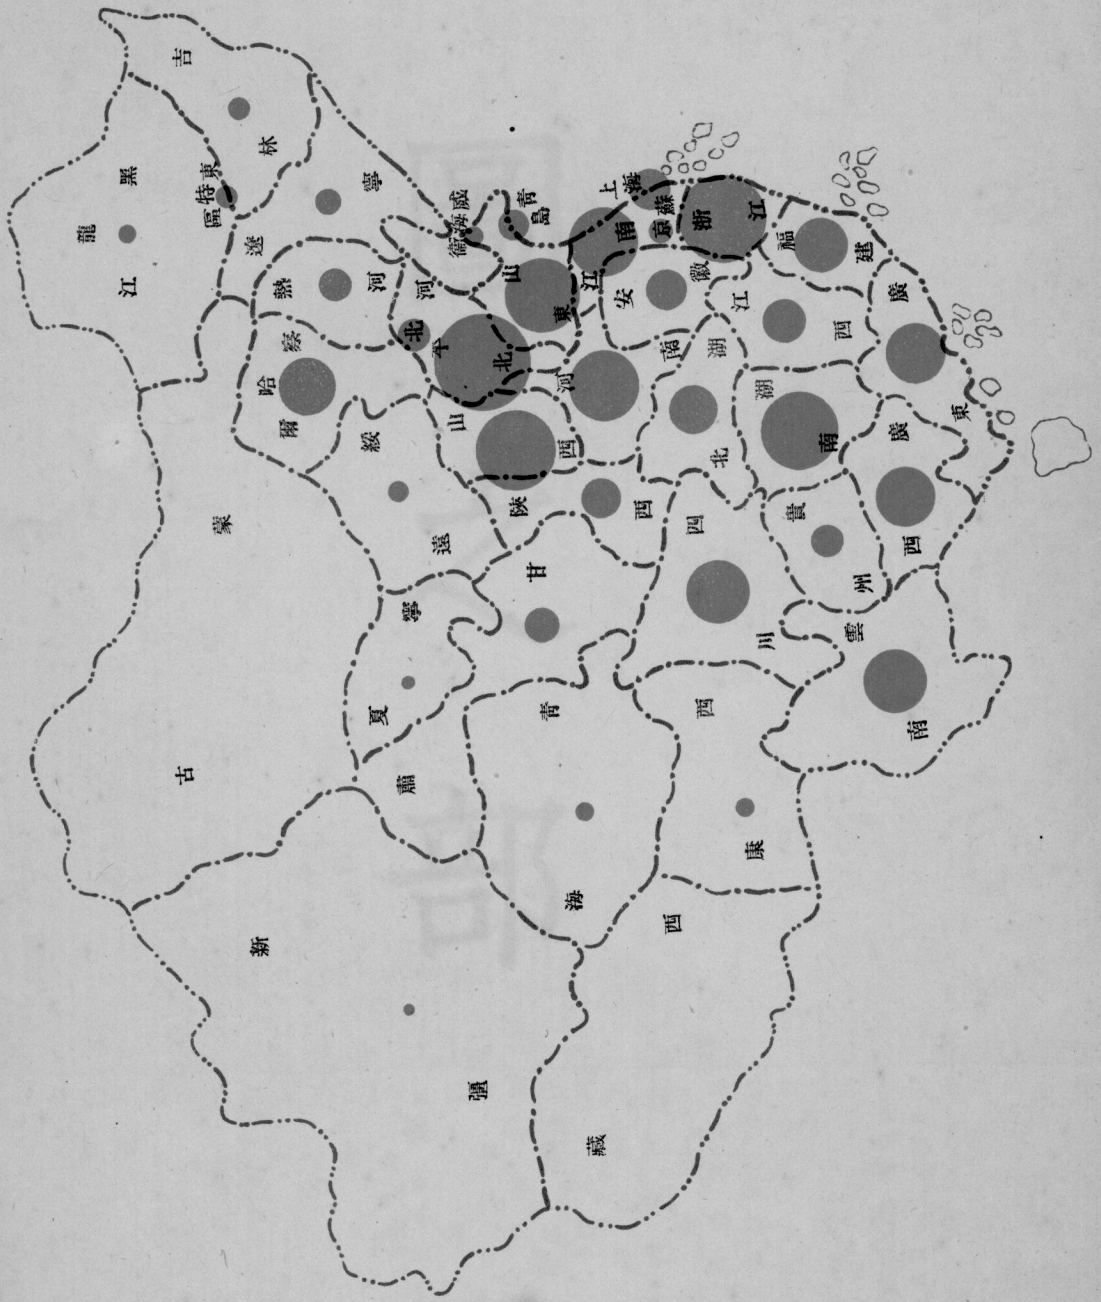 吉林
黑龍江
東特區
遼寧
熱河
察哈爾
綏遠
蒙古
寧夏
新疆
甘肅
青海
西康
西藏
威海衛
青島
山東
河北
北平
山西
陝西
河南
江蘇
上海
南京
浙江
安徽
江西
福建
湖北
湖南
廣東
廣西
貴州
四川
雲南